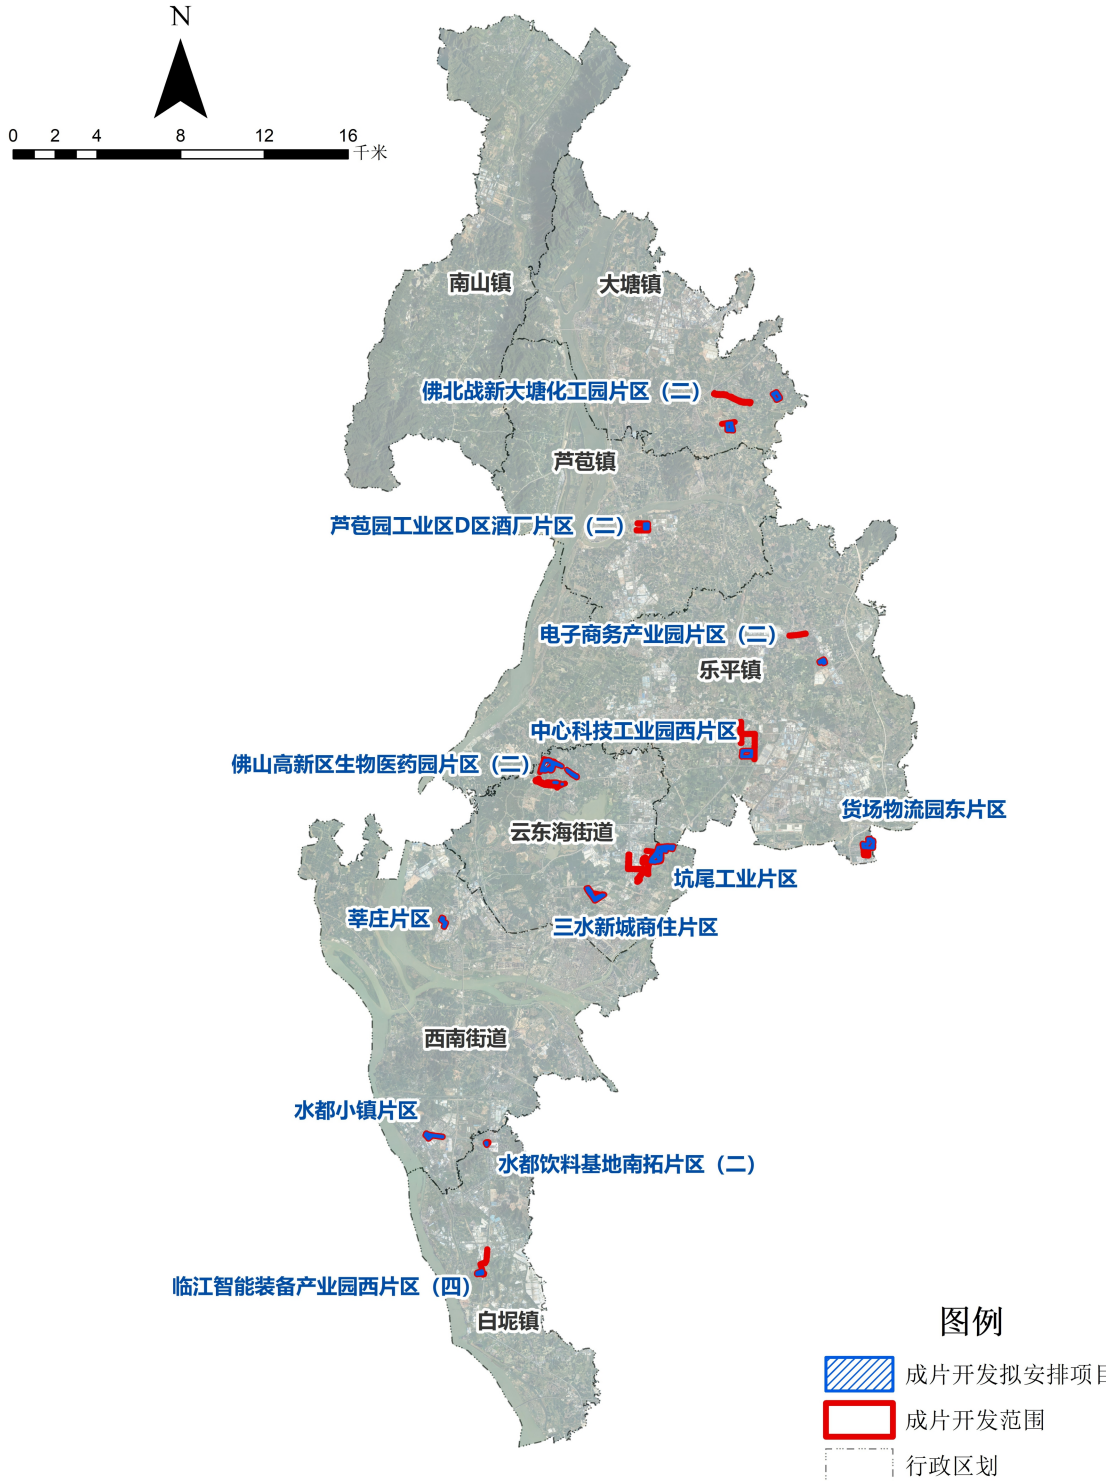 N
0 2 4 8 12 16
千米
南山镇
大塘镇
佛北战新大塘化工园片区（二）
芦苞镇
芦苞园工业区D区酒厂片区（二）
电子商务产业园片区（二）
乐平镇
中心科技工业园西片区
佛山高新区生物医药园片区（二）
货场物流园东片区
云东海街道
坑尾工业片区
莘庄片区
三水新城商住片区
西南街道
水都小镇片区
水都饮料基地南拓片区（二）
临江智能装备产业园西片区（四）
白坭镇
图例
成片开发拟安排项目
成片开发范围
行政区划